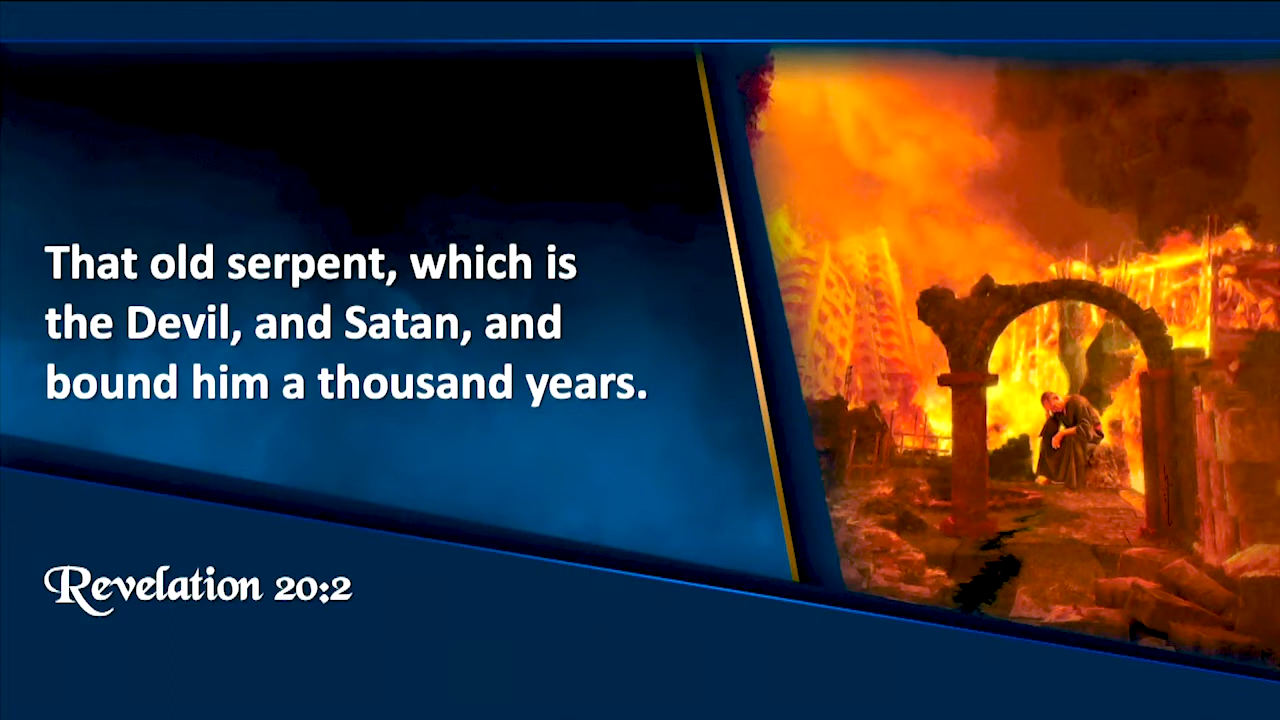 That old serpent, which is
the Devil, and Satan, and
bound him a thousand years.
Revelation 20:2